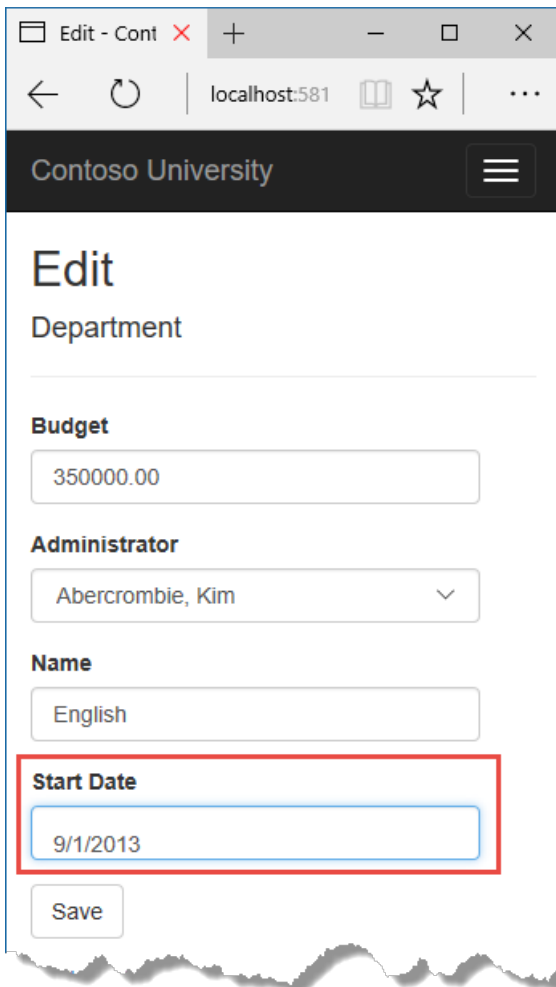 Edit - Cont
localhost:581
Contoso University
Edit
Department
Budget
350000.00
Administrator
Abercrombie, Kim
Name
English
Start Date
9/1/2013
Save